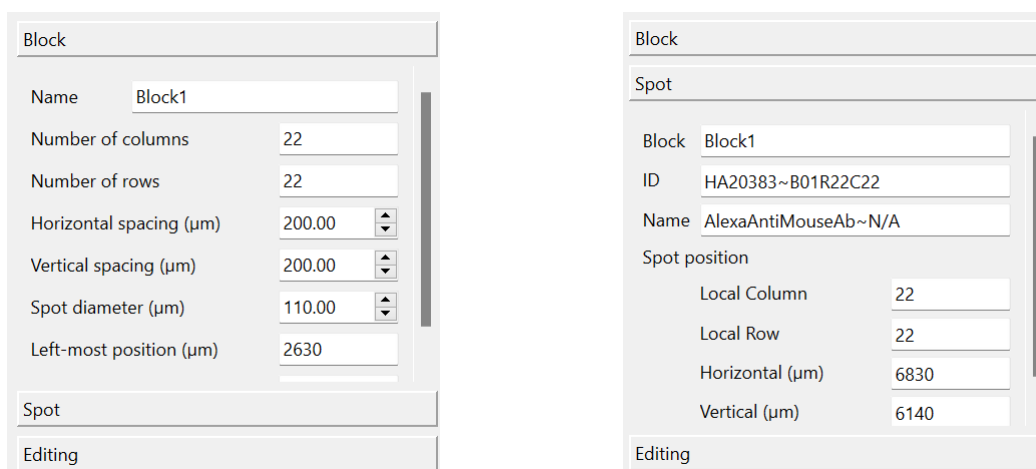 Block
Name Block1
Number of columns 22
Number of rows 22
Horizontal spacing (µm) 200.00
Vertical spacing (µm) 200.00
Spot diameter (µm) 110.00
Left-most position (µm) 2630
Spot
Editing
Block
Spot
Block Block1
ID HA20383~B01R22C22
Name AlexaAntiMouseAb~N/A
Spot position
Local Column 22
Local Row 22
Horizontal (µm) 6830
Vertical (µm) 6140
Editing